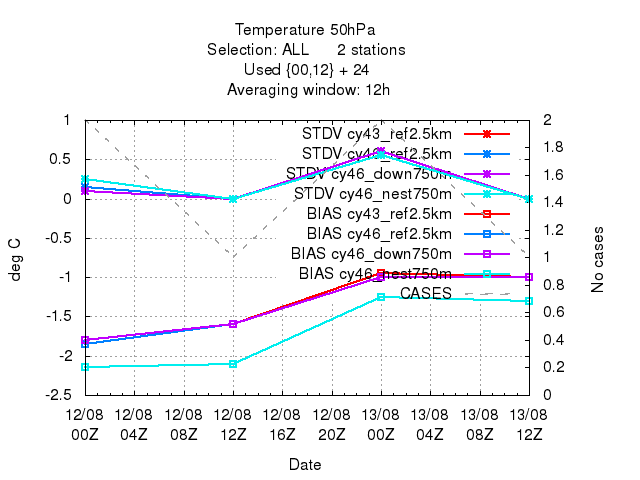 Temperature 50hPa
Selection: ALL 2 stations
Used {00,12} + 24
Averaging window: 12h
1
0.5
0
-0.5
-1
-1.5
-2
-2.5
deg C
2
1.8
1.6
1.4
1.2
1
0.8
0.6
0.4
0.2
0
No cases
STDV cy43_ref2.5km
STDV cy46_ref2.5km
STDV cy46_down750m
STDV cy46_nest750m
BIAS cy43_ref2.5km
BIAS cy46_ref2.5km
BIAS cy46_down750m
BIAS cy46_nest750m
CASES
12/08 12/08 12/08 12/08 12/08 12/08 13/08 13/08 13/08 13/08
00Z 04Z 08Z 12Z 16Z 20Z 00Z 04Z 08Z 12Z
Date